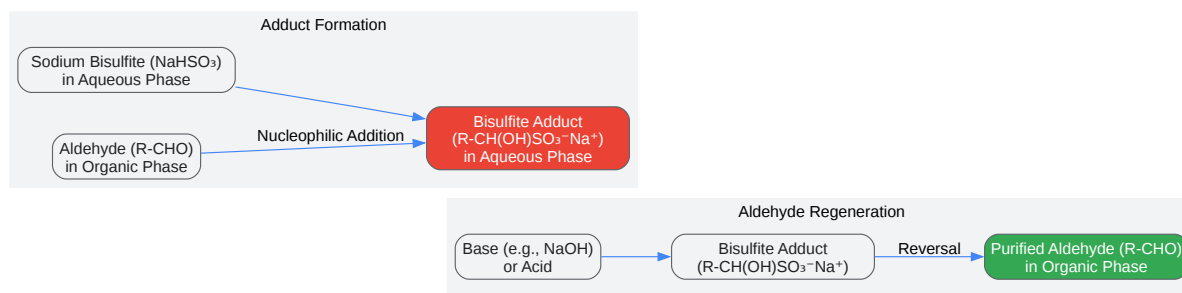 Adduct Formation
Sodium Bisulfite (NaHSO₃)
in Aqueous Phase
Aldehyde (R-CHO)
in Organic Phase
Nucleophilic Addition
Bisulfite Adduct
(R-CH(OH)SO₃⁻Na⁺)
in Aqueous Phase
Aldehyde Regeneration
Base (e.g., NaOH)
or Acid
Bisulfite Adduct
(R-CH(OH)SO₃⁻Na⁺)
Reversal
Purified Aldehyde (R-CHO)
in Organic Phase